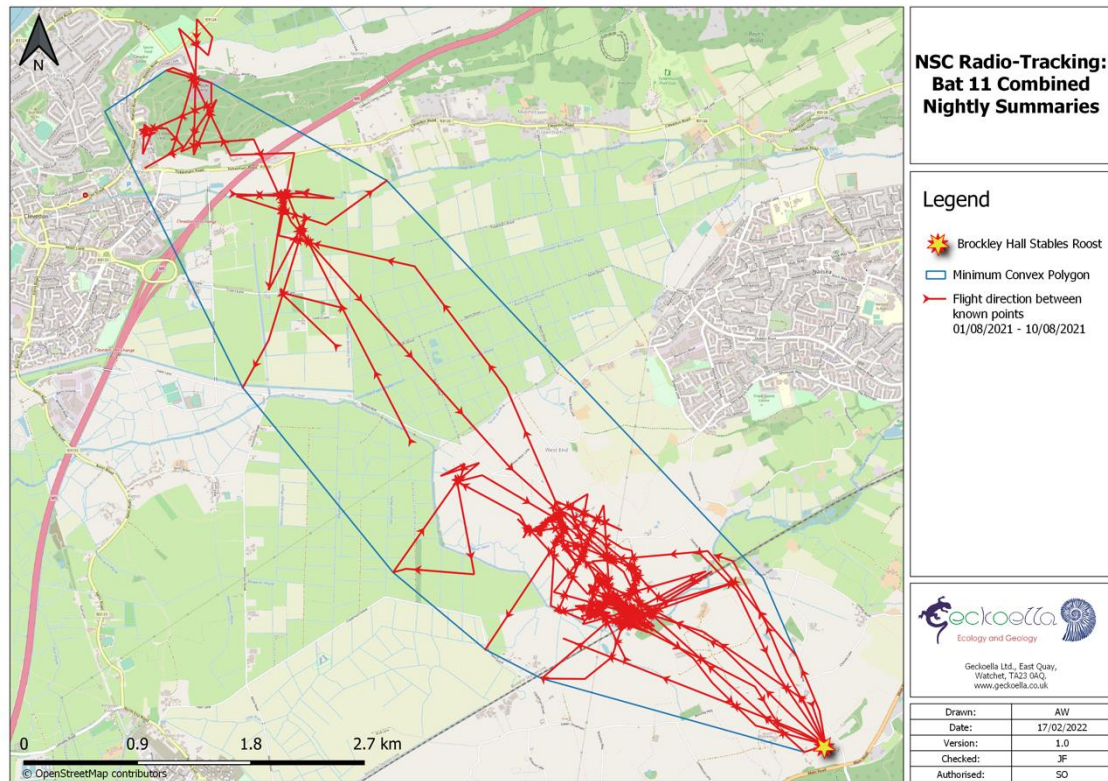 NSC Radio-Tracking:
Bat 11 Combined
Nightly Summaries
Legend
Brockley Hall Stables Roost
Minimum Convex Polygon
Flight direction between
known points
01/08/2021 - 10/08/2021
N
Clevedon
Nailsea
West End
0 0.9 1.8 2.7 km
© OpenStreetMap contributors
Geckoella
Ecology and Geology
Geckoella Ltd., East Quay,
Watchet, TA23 0AQ.
www.geckoella.co.uk
Drawn: AW
Date: 17/02/2022
Version: 1.0
Checked: JF
Authorised: SO